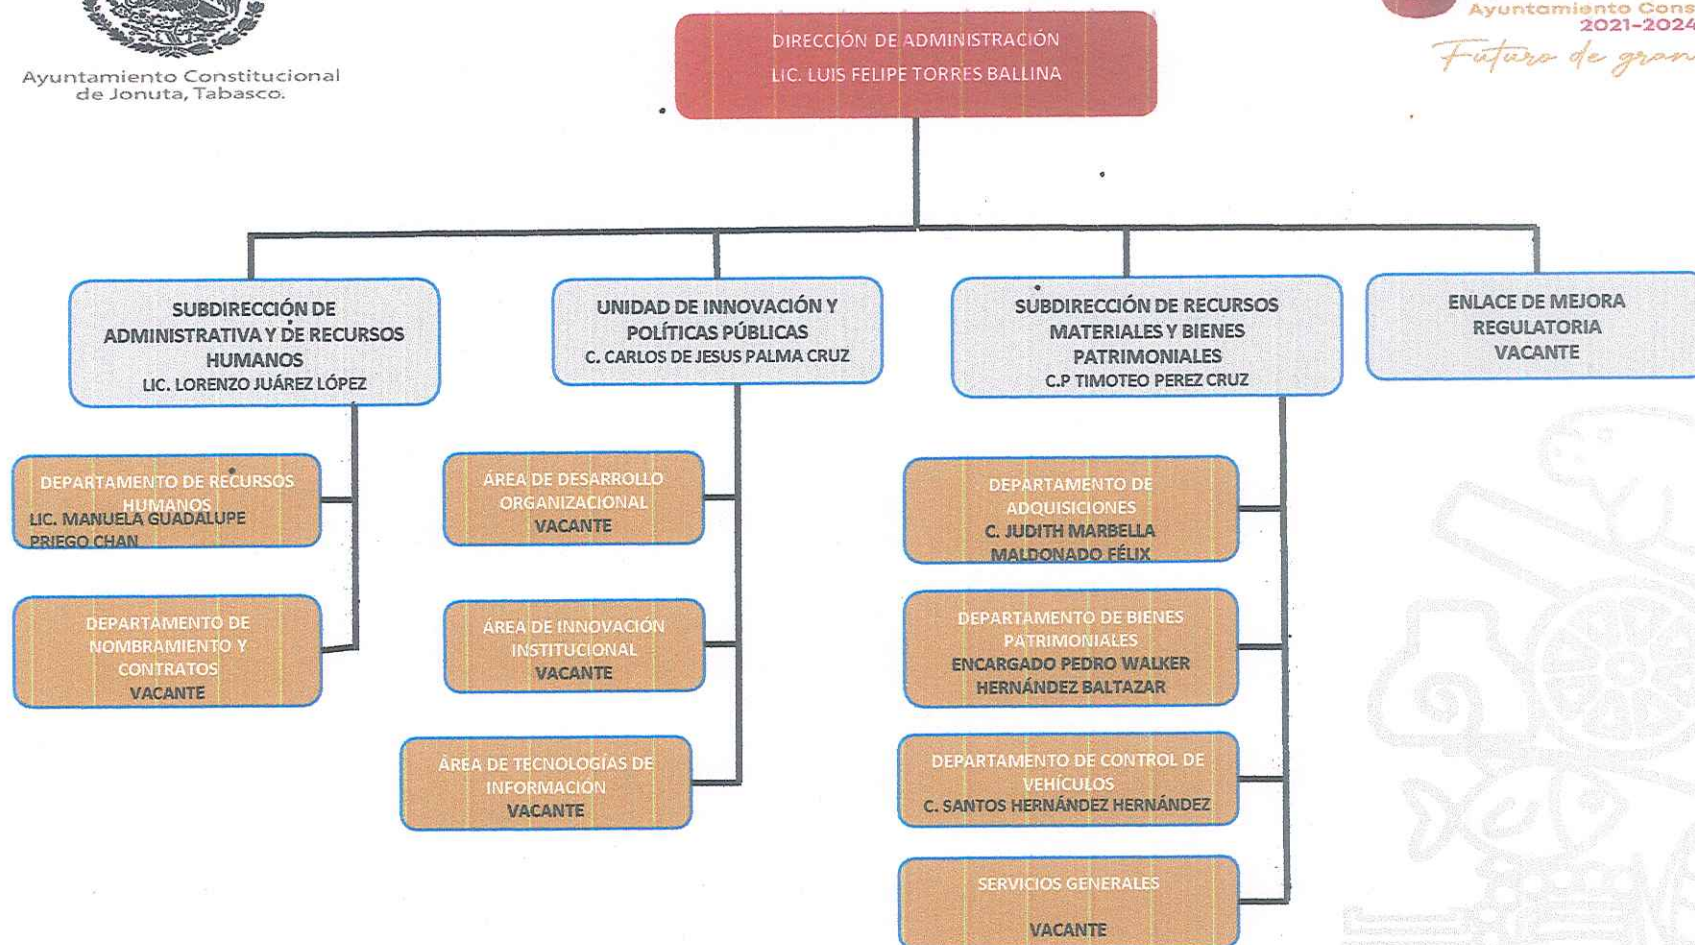 Ayuntamiento Constitucional
de Jonuta, Tabasco.
Ayuntamiento Cons
2021-2024
Futuro de gran
DIRECCIÓN DE ADMINISTRACIÓN
LIC. LUIS FELIPE TORRES BALLINA
SUBDIRECCIÓN DE
ADMINISTRATIVA Y DE RECURSOS
HUMANOS
LIC. LORENZO JUÁREZ LÓPEZ
UNIDAD DE INNOVACIÓN Y
POLÍTICAS PÚBLICAS
C. CARLOS DE JESUS PALMA CRUZ
SUBDIRECCIÓN DE RECURSOS
MATERIALES Y BIENES
PATRIMONIALES
C.P TIMOTEO PEREZ CRUZ
ENLACE DE MEJORA
REGULATORIA
VACANTE
DEPARTAMENTO DE RECURSOS
HUMANOS
LIC. MANUELA GUADALUPE
PRIEGO CHAN
DEPARTAMENTO DE
NOMBRAMIENTO Y
CONTRATOS
VACANTE
ÁREA DE DESARROLLO
ORGANIZACIONAL
VACANTE
ÁREA DE INNOVACIÓN
INSTITUCIONAL
VACANTE
ÁREA DE TECNOLOGÍAS DE
INFORMACIÓN
VACANTE
DEPARTAMENTO DE
ADQUISICIONES
C. JUDITH MARBELLA
MALDONADO FÉLIX
DEPARTAMENTO DE BIENES
PATRIMONIALES
ENCARGADO PEDRO WALKER
HERNÁNDEZ BALTAZAR
DEPARTAMENTO DE CONTROL DE
VEHÍCULOS
C. SANTOS HERNÁNDEZ HERNÁNDEZ
SERVICIOS GENERALES
VACANTE